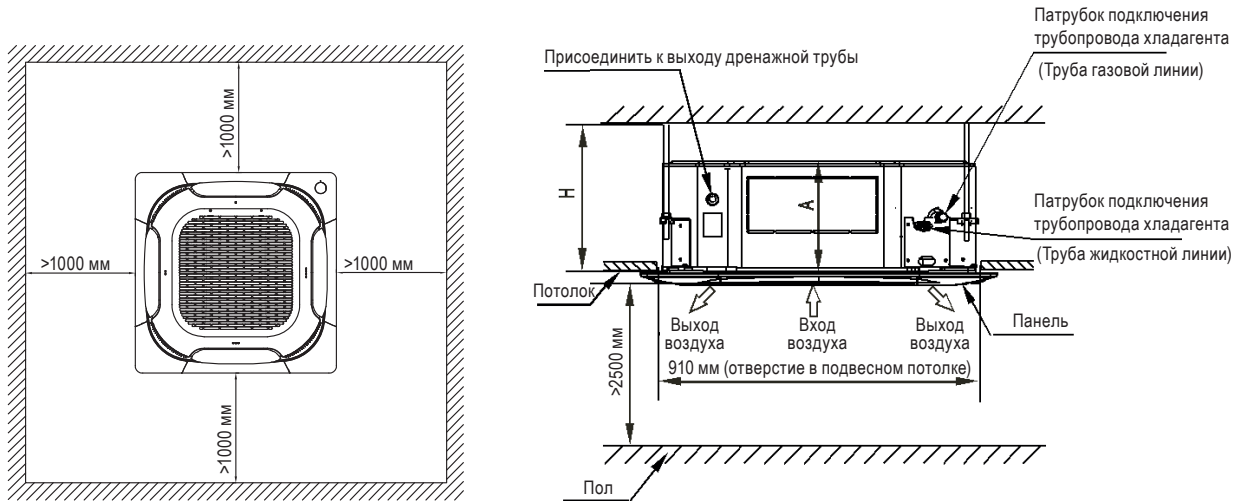 >1000 мм
>1000 мм
>1000 мм
>1000 мм
Присоединить к выходу дренажной трубы
Патрубок подключения
трубопровода хладагента
(Труба газовой линии)
H
A
Патрубок подключения
трубопровода хладагента
(Труба жидкостной линии)
Потолок
Выход
воздуха
Вход
воздуха
Выход
воздуха
Панель
>2500 мм
910 мм (отверстие в подвесном потолке)
Пол